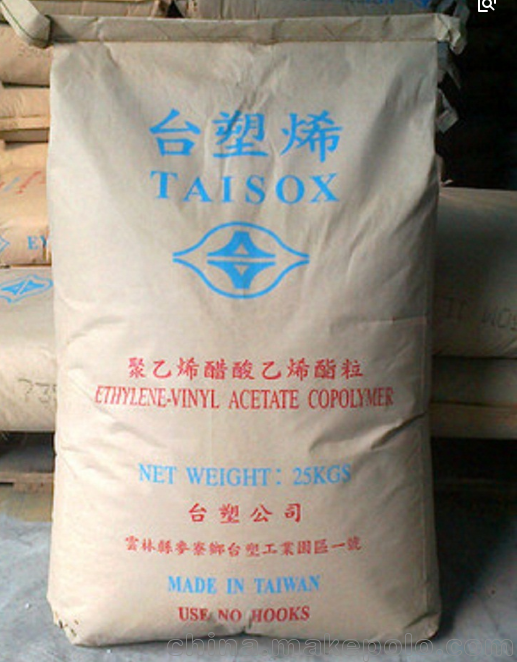 台塑烯
TAISOX
聚乙烯醋酸乙烯酯粒
ETHYLENE-VINYL ACETATE COPOLYMER
NET WEIGHT: 25KGS
台塑公司
雲林縣麥寮鄉台塑工業園區一號
MADE IN TAIWAN
USE NO HOOKS
china.makepolo.com